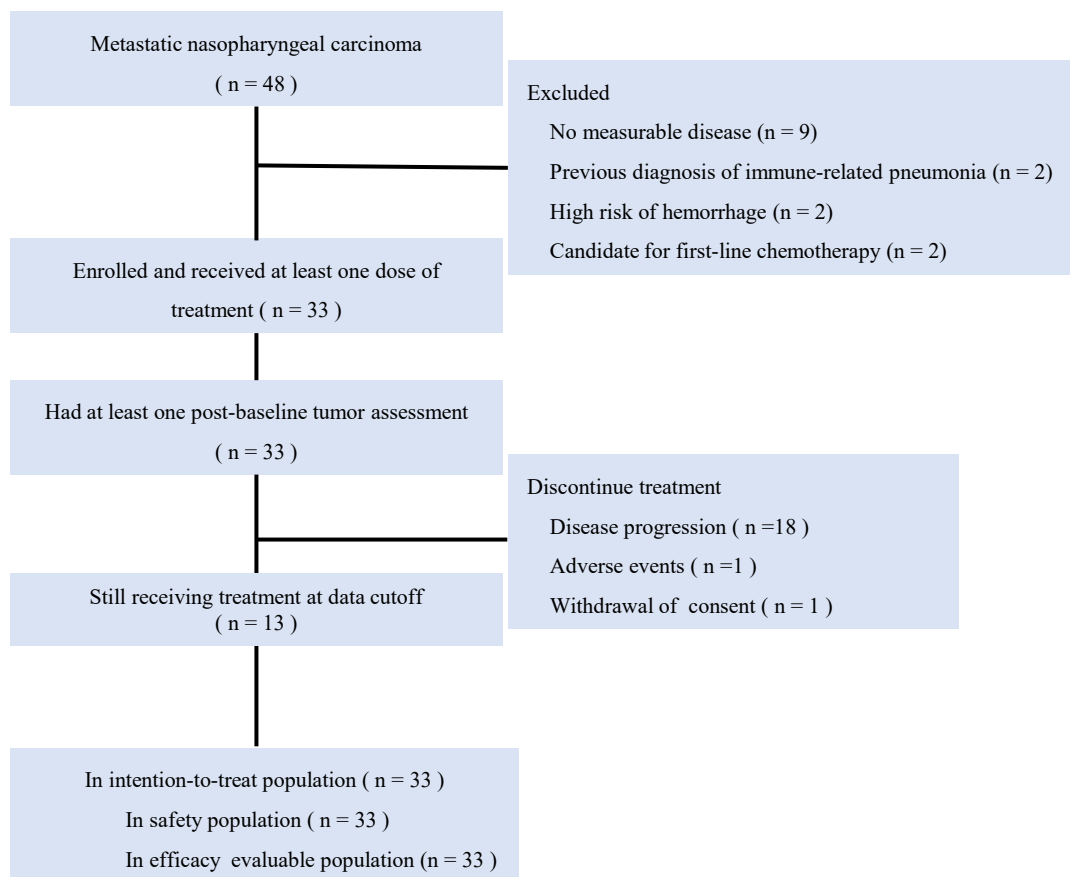 Metastatic nasopharyngeal carcinoma
( n = 48 )
Excluded
No measurable disease (n = 9)
Previous diagnosis of immune-related pneumonia (n = 2)
High risk of hemorrhage (n = 2)
Candidate for first-line chemotherapy (n = 2)
Enrolled and received at least one dose of
treatment ( n = 33 )
Had at least one post-baseline tumor assessment
( n = 33 )
Discontinue treatment
Disease progression ( n =18 )
Adverse events ( n =1 )
Withdrawal of  consent ( n = 1 )
Still receiving treatment at data cutoff
( n = 13 )
In intention-to-treat population ( n = 33 )
In safety population ( n = 33 )
In efficacy  evaluable population (n = 33 )